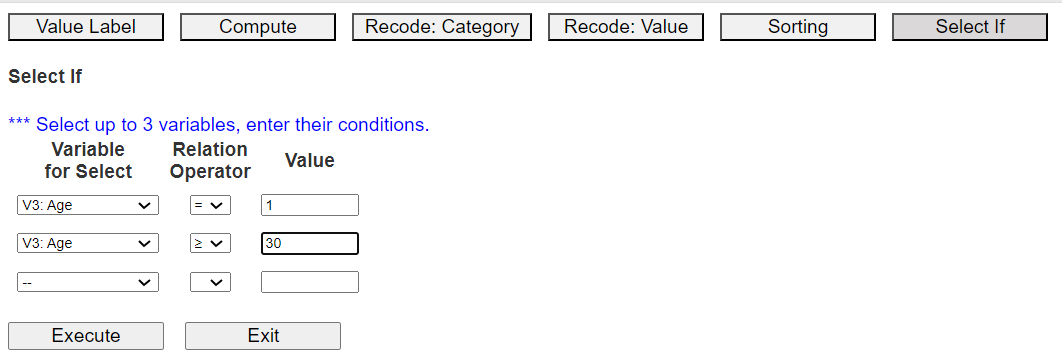 Value Label Compute Recode: Category Recode: Value Sorting Select If
Select If
*** Select up to 3 variables, enter their conditions.
Variable for Select Relation Operator Value
V3: Age = 1
V3: Age ≥ 30
--
Execute Exit